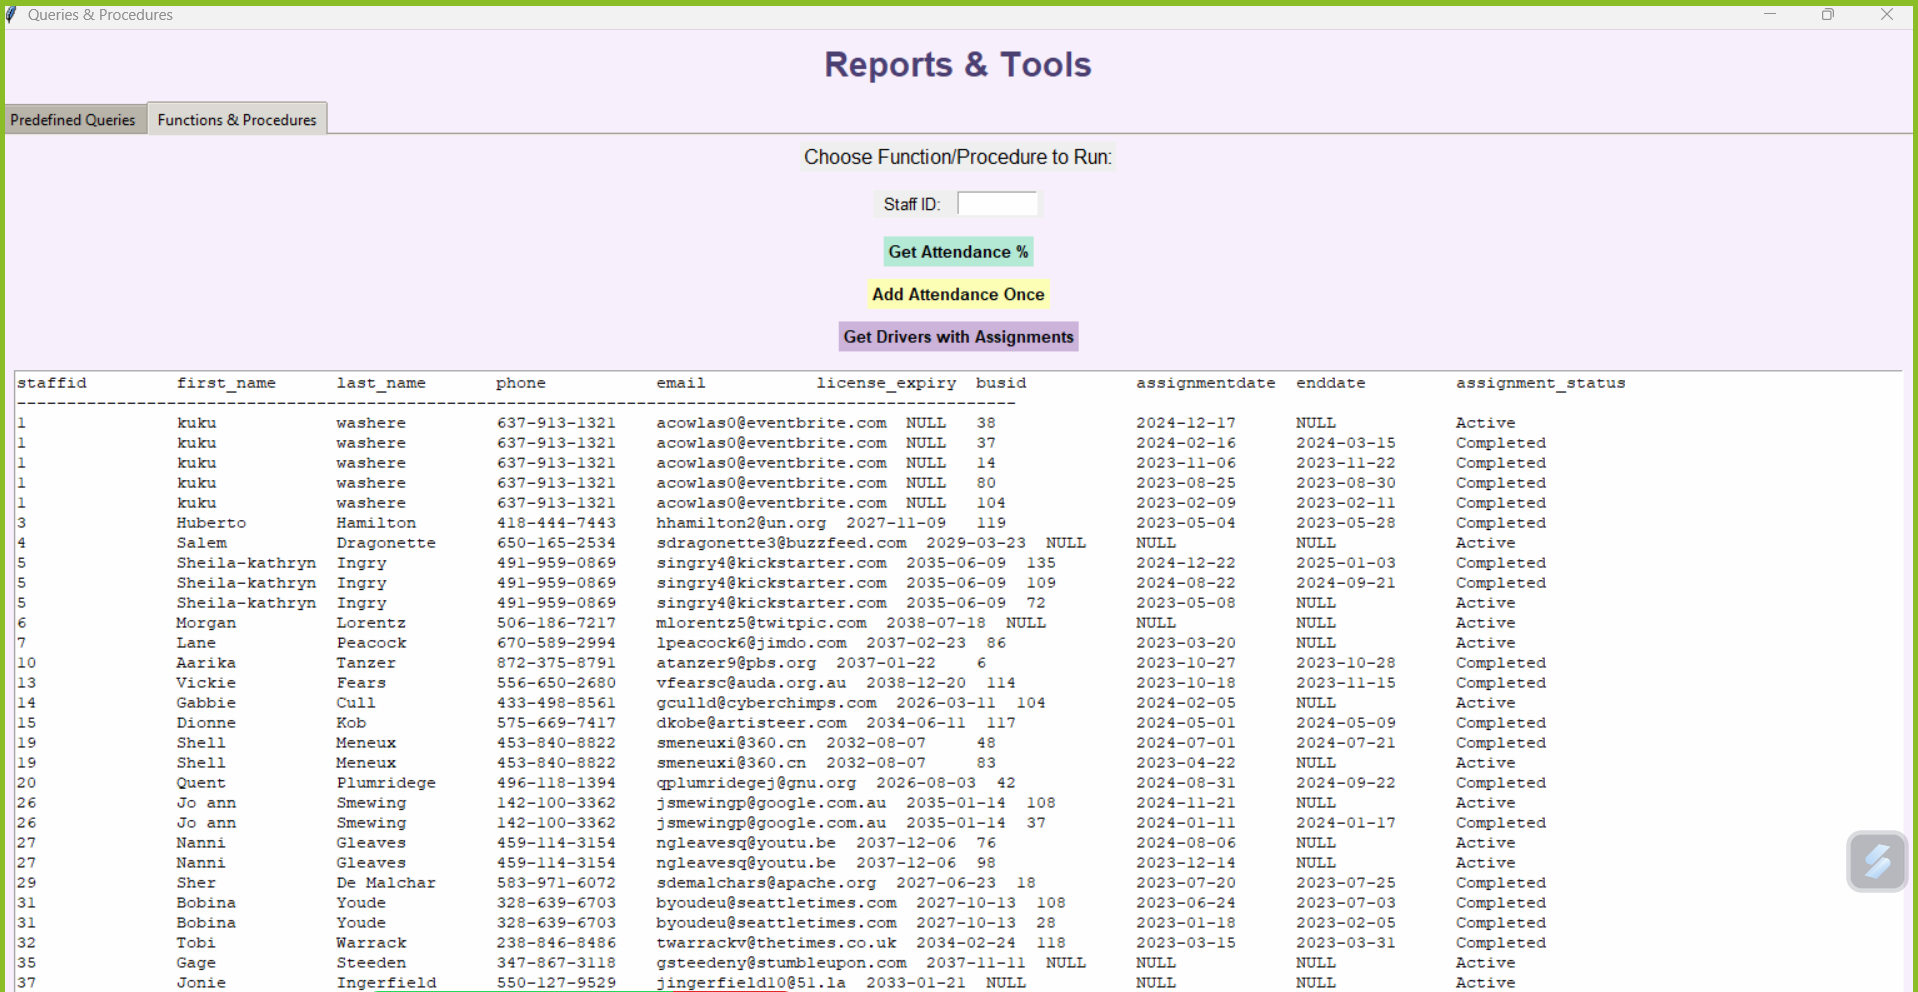 Queries & Procedures
Reports & Tools
Predefined Queries Functions & Procedures
Choose Function/Procedure to Run:
Staff ID:
Get Attendance %
Add Attendance Once
Get Drivers with Assignments
staffid first_name last_name phone email license_expiry busid assignmentdate enddate assignment_status
----------------------------------------------------------------------------------------------------
1 kuku washere 637-913-1321 acowlas0@eventbrite.com NULL 38 2024-12-17 NULL Active
1 kuku washere 637-913-1321 acowlas0@eventbrite.com NULL 37 2024-02-16 2024-03-15 Completed
1 kuku washere 637-913-1321 acowlas0@eventbrite.com NULL 14 2023-11-06 2023-11-22 Completed
1 kuku washere 637-913-1321 acowlas0@eventbrite.com NULL 80 2023-08-25 2023-08-30 Completed
1 kuku washere 637-913-1321 acowlas0@eventbrite.com NULL 104 2023-02-09 2023-02-11 Completed
3 Huberto Hamilton 418-444-7443 hhamilton2@un.org 2027-11-09 119 2023-05-04 2023-05-28 Completed
4 Salem Dragonette 650-165-2534 sdragonette3@buzzfeed.com 2029-03-23 NULL NULL NULL Active
5 Sheila-kathryn Ingry 491-959-0869 singry4@kickstarter.com 2035-06-09 135 2024-12-22 2025-01-03 Completed
5 Sheila-kathryn Ingry 491-959-0869 singry4@kickstarter.com 2035-06-09 109 2024-08-22 2024-09-21 Completed
5 Sheila-kathryn Ingry 491-959-0869 singry4@kickstarter.com 2035-06-09 72 2023-05-08 NULL Active
6 Morgan Lorentz 506-186-7217 mlorentz5@twitpic.com 2038-07-18 NULL NULL NULL Active
7 Lane Peacock 670-589-2994 lpeacock6@jimdo.com 2037-02-23 86 2023-03-20 NULL Active
10 Aarika Tanzer 872-375-8791 atanzer9@pbs.org 2037-01-22 6 2023-10-27 2023-10-28 Completed
13 Vickie Fears 556-650-2680 vfearsc@auda.org.au 2038-12-20 114 2023-10-18 2023-11-15 Completed
14 Gabbie Cull 433-498-8561 gculld@cyberchimps.com 2026-03-11 104 2024-02-05 NULL Active
15 Dionne Kob 575-669-7417 dkobe@artisteer.com 2034-06-11 117 2024-05-01 2024-05-09 Completed
19 Shell Meneux 453-840-8822 smeneuxi@360.cn 2032-08-07 48 2024-07-01 2024-07-21 Completed
19 Shell Meneux 453-840-8822 smeneuxi@360.cn 2032-08-07 83 2023-04-22 NULL Active
20 Quent Plumridege 496-118-1394 qplumridegej@gnu.org 2026-08-03 42 2024-08-31 2024-09-22 Completed
26 Jo ann Smewing 142-100-3362 jsmewingp@google.com.au 2035-01-14 108 2024-11-21 NULL Active
26 Jo ann Smewing 142-100-3362 jsmewingp@google.com.au 2035-01-14 37 2024-01-11 2024-01-17 Completed
27 Nanni Gleaves 459-114-3154 ngleavesq@youtu.be 2037-12-06 76 2024-08-06 NULL Active
27 Nanni Gleaves 459-114-3154 ngleavesq@youtu.be 2037-12-06 98 2023-12-14 NULL Active
29 Sher De Malchar 583-971-6072 sdemalchars@apache.org 2027-06-23 18 2023-07-20 2023-07-25 Completed
31 Bobina Youde 328-639-6703 byoudeu@seattletimes.com 2027-10-13 108 2023-06-24 2023-07-03 Completed
31 Bobina Youde 328-639-6703 byoudeu@seattletimes.com 2027-10-13 28 2023-01-18 2023-02-05 Completed
32 Tobi Warrack 238-846-8486 twarrackv@thetimes.co.uk 2034-02-24 118 2023-03-15 2023-03-31 Completed
35 Gage Steeden 347-867-3118 gsteedeny@stumbleupon.com 2037-11-11 NULL NULL NULL Active
37 Jonie Ingerfield 550-127-9529 jingerfield10@51.la 2033-01-21 NULL NULL NULL Active